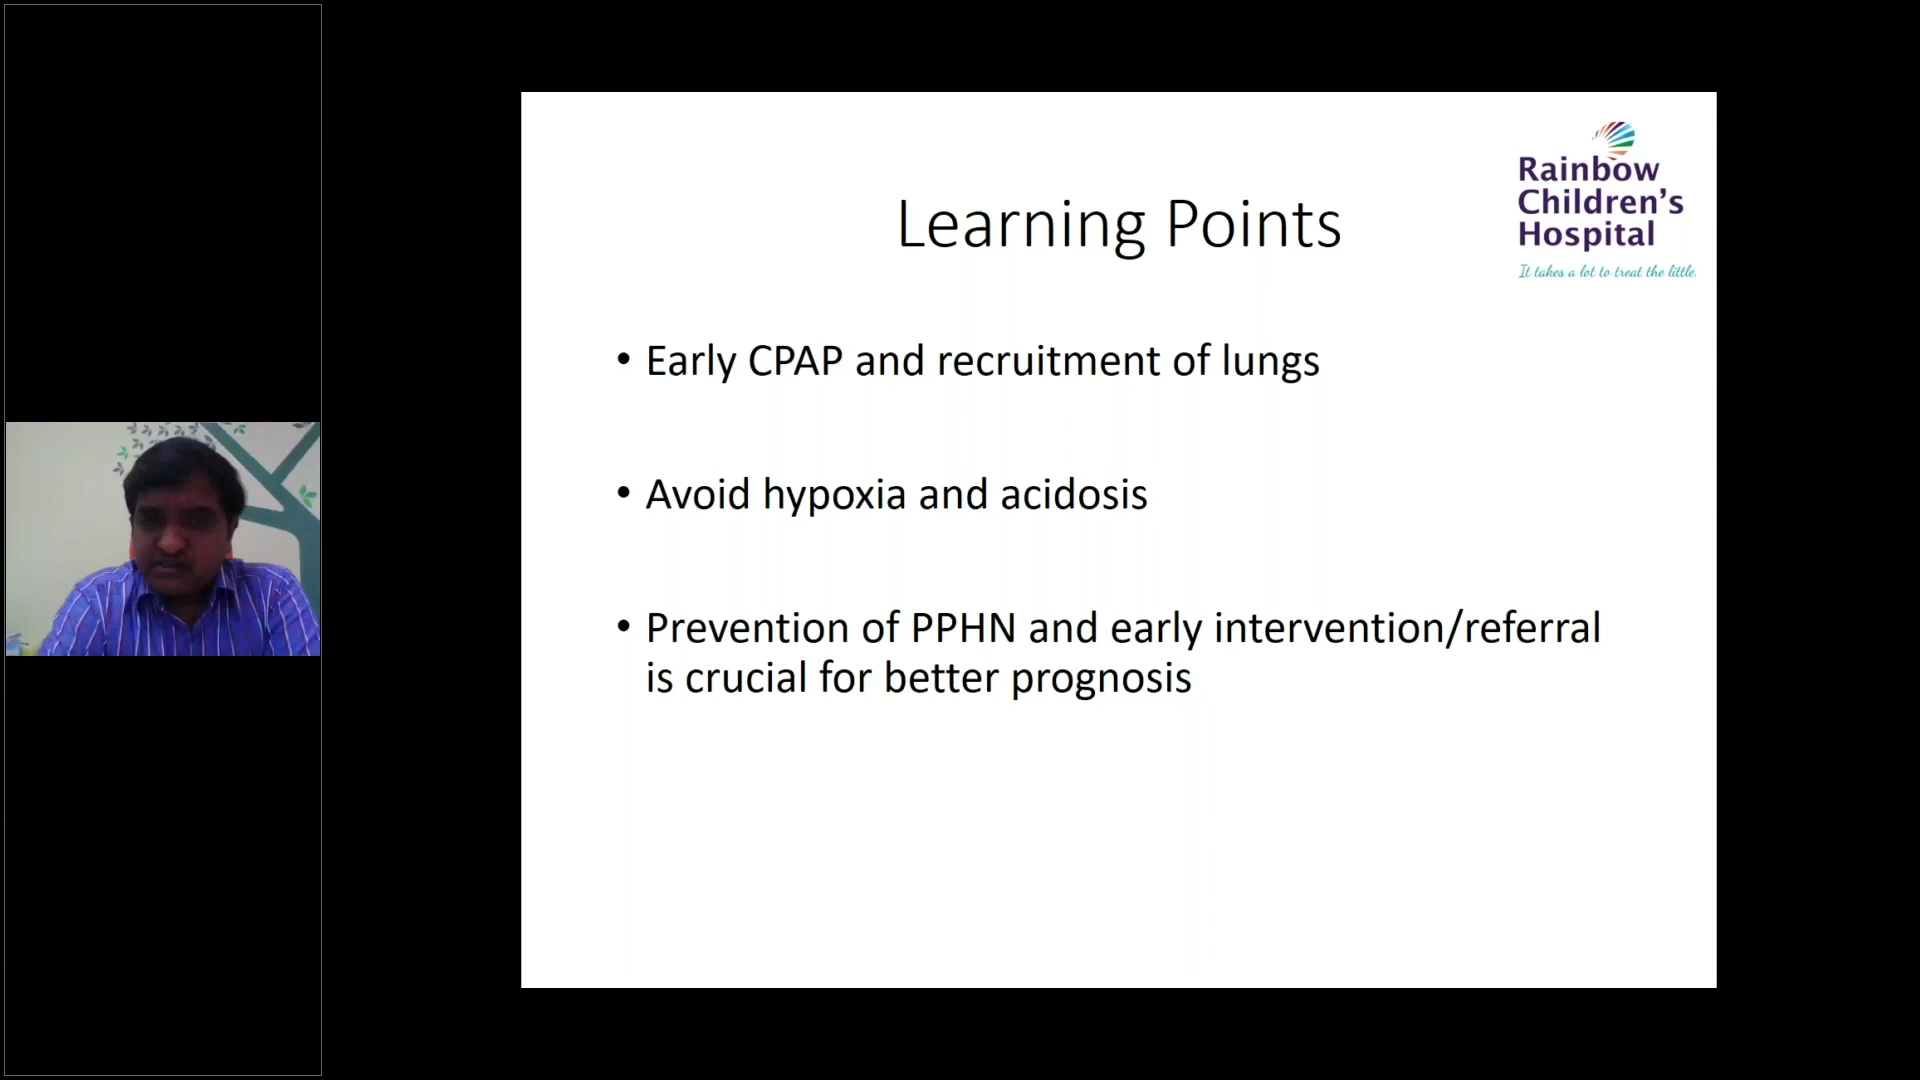 Rainbow
Children's
Hospital
It takes a lot to treat the little.
Learning Points
• Early CPAP and recruitment of lungs
• Avoid hypoxia and acidosis
• Prevention of PPHN and early intervention/referral
is crucial for better prognosis